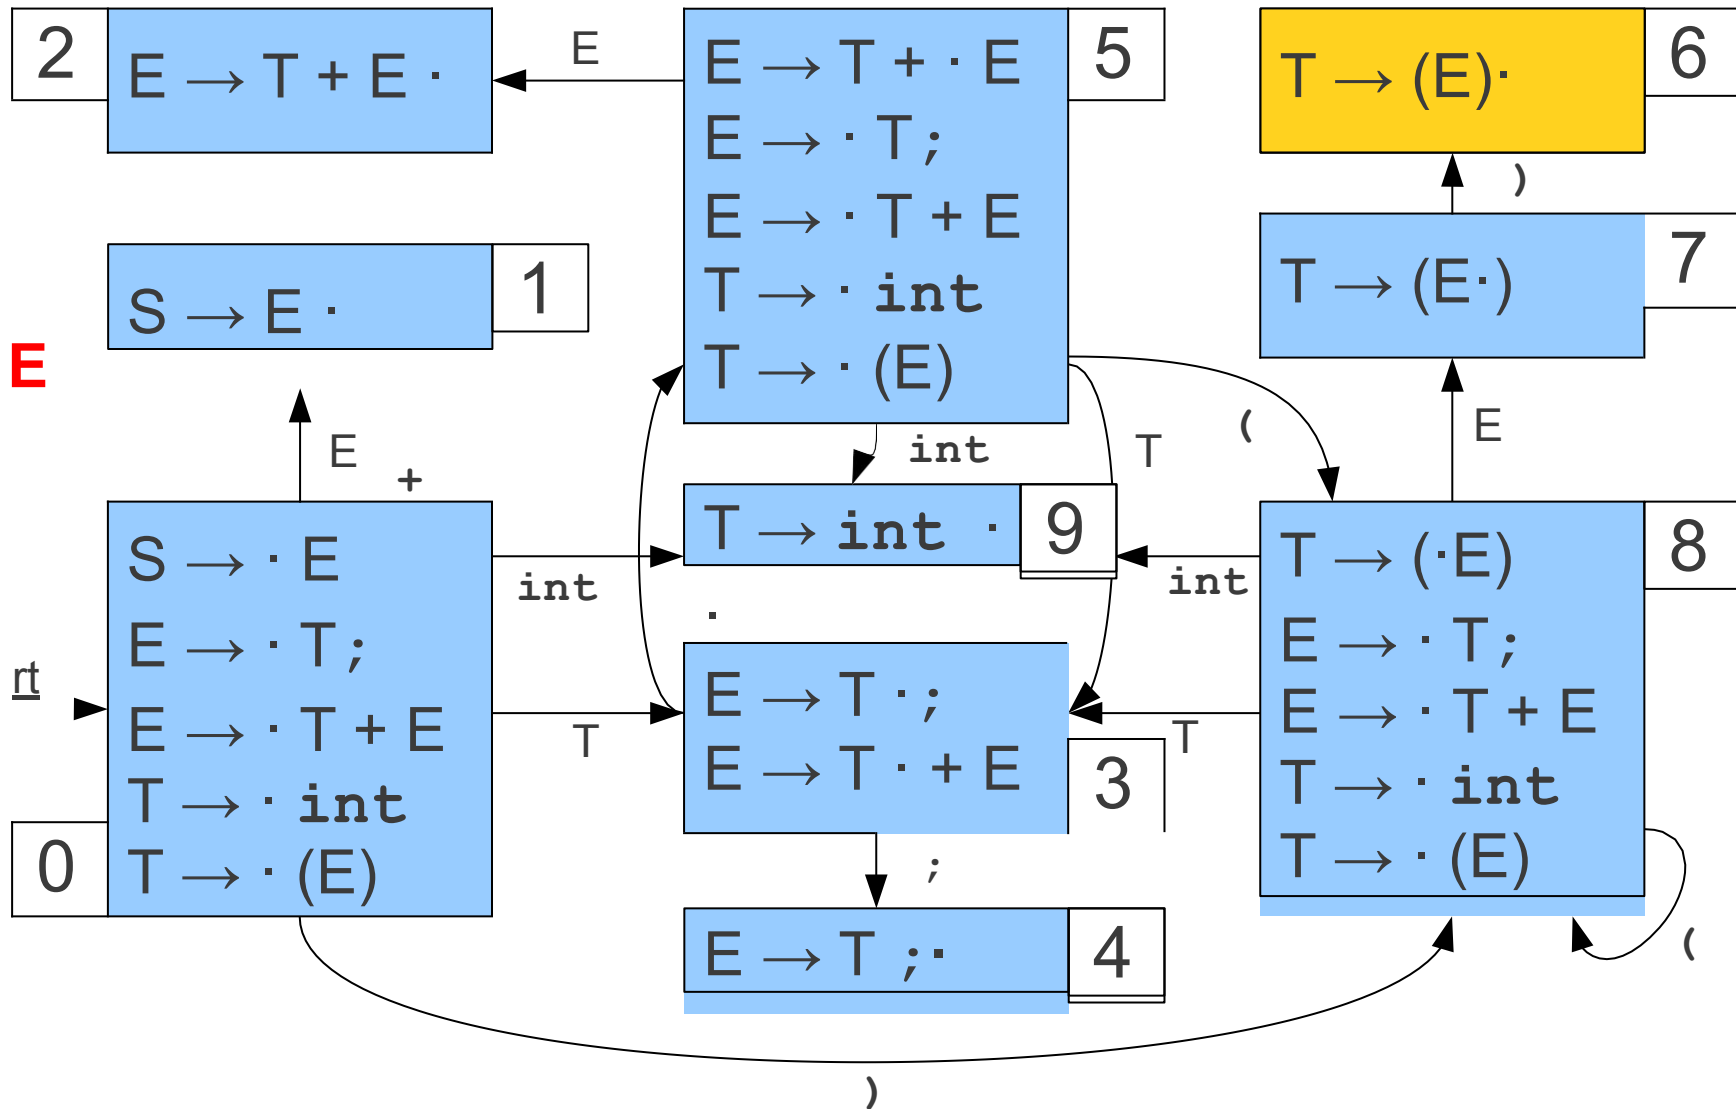 2
E → T + E ·
E
E → T + · E
E → · T ;
E → · T + E
T → · int
T → · (E)
5
T → (E)·
6
)
T → (E·)
7
S → E ·
1
E
E
+
int
T
(
E
T → int ·
9
int
int
S → · E
E → · T ;
E → · T + E
T → · int
T → · (E)
0
rt
T
·
E → T · ;
E → T · + E
3
T
T → (·E)
E → · T ;
E → · T + E
T → · int
T → · (E)
8
;
E → T ; ·
4
(
)